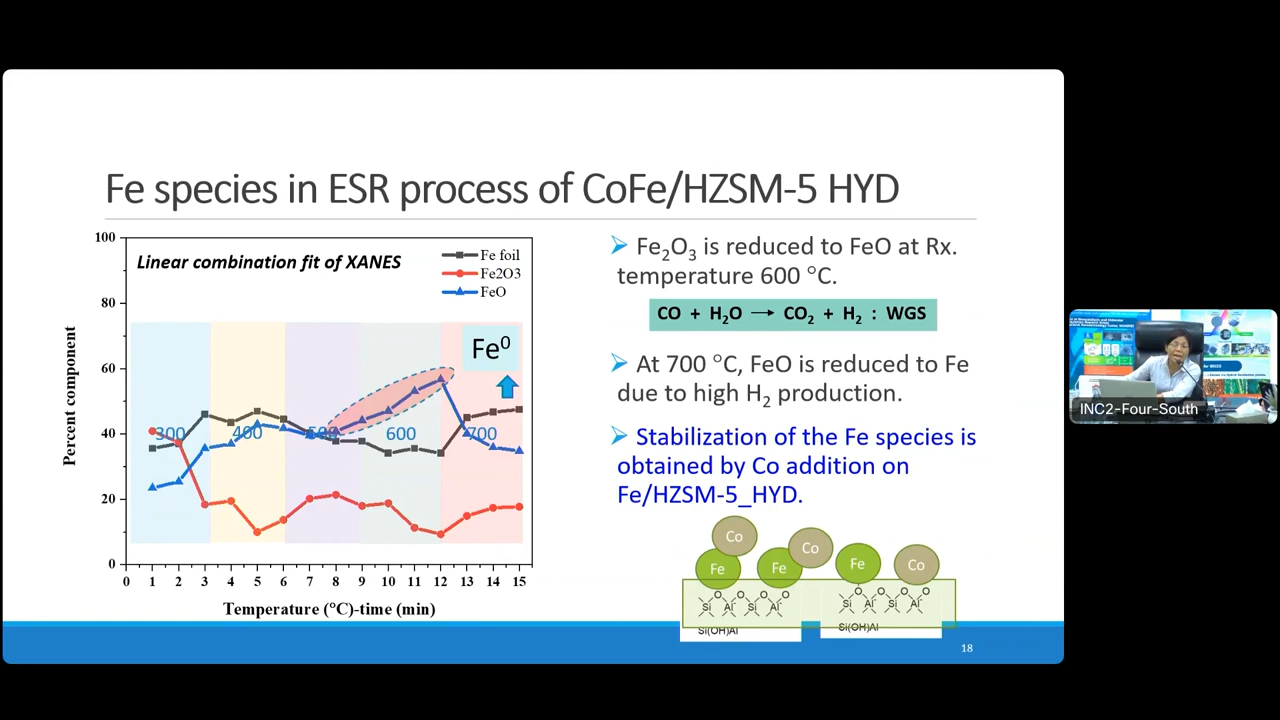 Fe species in ESR process of CoFe/HZSM-5 HYD
Linear combination fit of XANES
Fe foil
Fe2O3
FeO
Fe⁰
300
400
500
600
700
100
80
60
40
20
0
0 1 2 3 4 5 6 7 8 9 10 11 12 13 14 15
Percent component
Temperature (°C)-time (min)
Fe₂O₃ is reduced to FeO at Rx.
temperature 600 °C.
CO + H₂O → CO₂ + H₂ : WGS
At 700 °C, FeO is reduced to Fe
due to high H₂ production.
Stabilization of the Fe species is
obtained by Co addition on
Fe/HZSM-5_HYD.
Co
Co
Fe
Fe
Fe
Co
O O O
Si Al Si Al
Si(OH)Al
O O O
Si Al Si Al
Si(OH)Al
18
INC2-Four-South